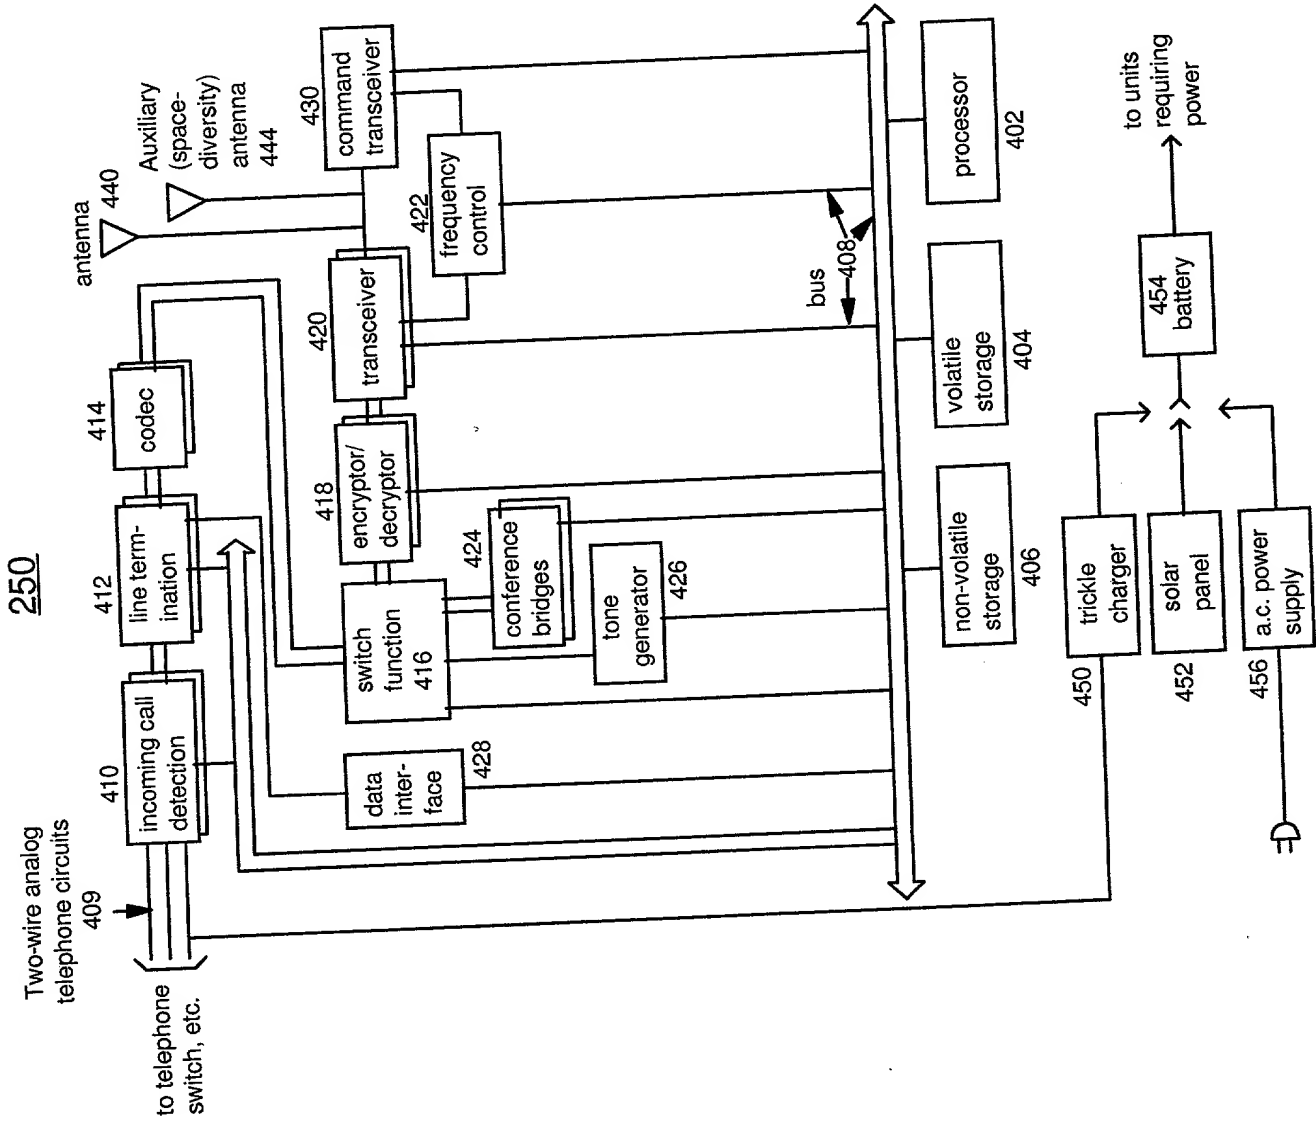 250
Two-wire analog
telephone circuits
409
to telephone
switch, etc.
410
incoming call
detection
412
line term-
ination
414
codec
antenna
440
Auxiliary
(space-
diversity)
antenna
444
data
inter-
face
428
switch
function
416
418
encryptor/
decryptor
420
transceiver
430
command
transceiver
422
frequency
control
424
conference
bridges
tone
generator
426
bus
408
non-volatile
storage
406
volatile
storage
404
processor
402
trickle
charger
450
solar
panel
452
a.c. power
supply
456
454
battery
to units
requiring
power